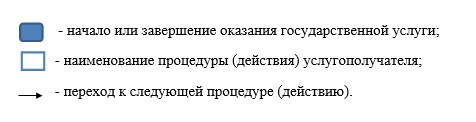 - начало или завершение оказания государственной услуги;
- наименование процедуры (действия) услугополучателя;
- переход к следующей процедуре (действию).